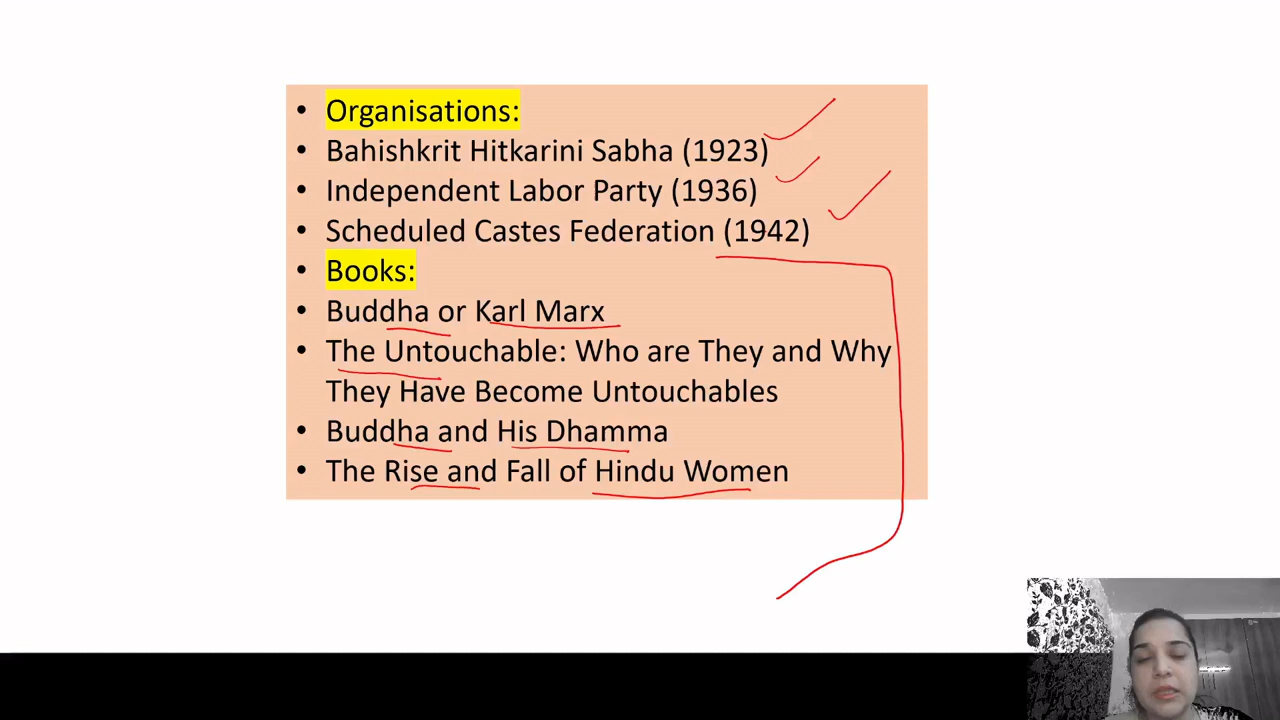 • Organisations:
• Bahishkrit Hitkarini Sabha (1923)
• Independent Labor Party (1936)
• Scheduled Castes Federation (1942)
• Books:
• Buddha or Karl Marx
• The Untouchable: Who are They and Why
They Have Become Untouchables
• Buddha and His Dhamma
• The Rise and Fall of Hindu Women